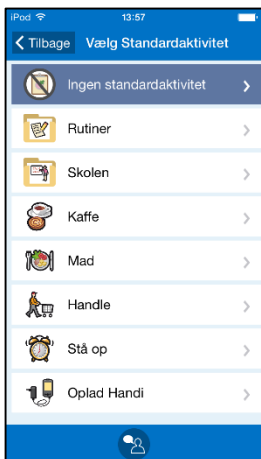 iPod 13:57
Tilbage Vælg Standardaktivitet
Ingen standardaktivitet
Rutiner
Skolen
Kaffe
Mad
Handle
Stå op
Oplad Handi